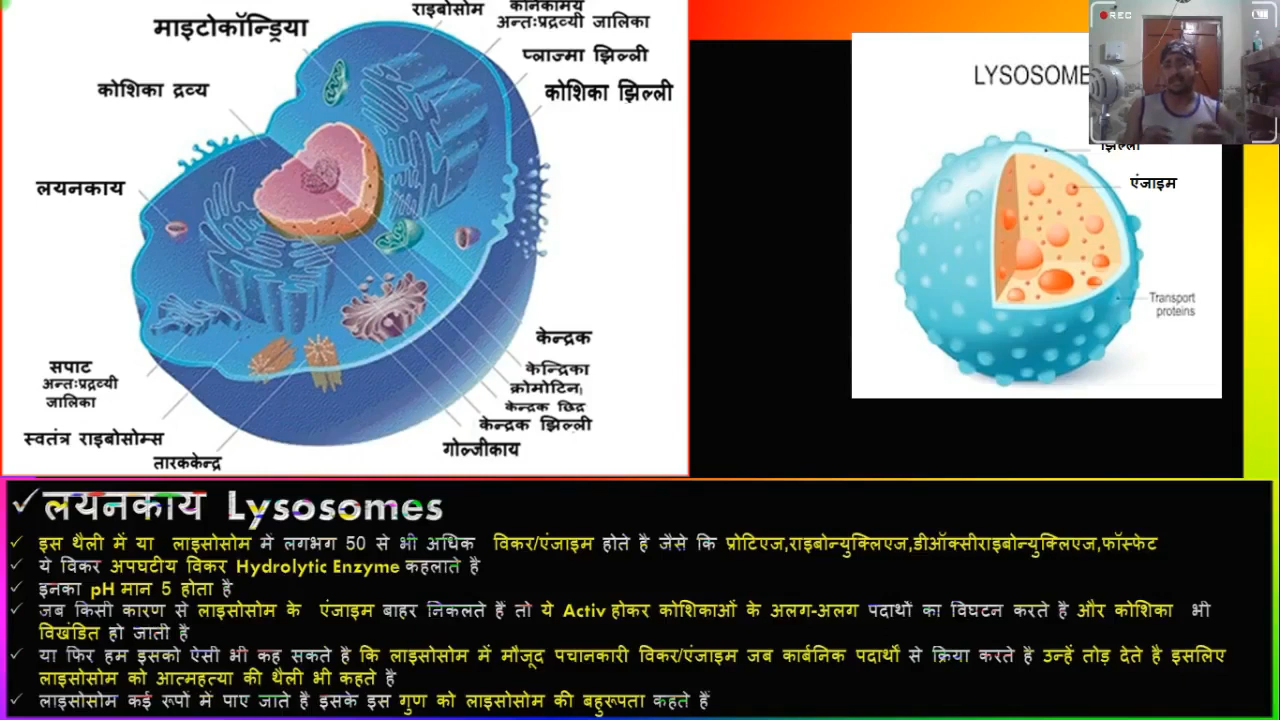 माइटोकॉन्ड्रिया
राइबोसोम
अन्तःप्रद्रव्यी जालिका
प्लाज्मा झिल्ली
कोशिका झिल्ली
कोशिका द्रव्य
लयनकाय
सपाट
अन्तःप्रद्रव्यी
जालिका
स्वतंत्र राइबोसोम्स
तारककेन्द्र
केन्द्रक
केन्द्रिका
क्रोमोटिन
केन्द्रक छिद्र
केन्द्रक झिल्ली
गोल्जीकाय
REC
LYSOSOME
झिल्ली
एंजाइम
Transport
proteins
✓लयनकाय Lysosomes
✓ इस थैली में या लाइसोसोम में लगभग 50 से भी अधिक विकर/एंजाइम होते है जैसे कि प्रोटिएज,राइबोन्युक्लिएज,डीऑक्सीराइबोन्युक्लिएज,फॉस्फेट
✓ ये विकर अपघटीय विकर Hydrolytic Enzyme कहलाते है
✓ इनका pH मान 5 होता है
✓ जब किसी कारण से लाइसोसोम के एंजाइम बाहर निकलते हैं तो ये Activ होकर कोशिकाओं के अलग-अलग पदार्थो का विघटन करते है और कोशिका भी
विखंडित हो जाती हैं
✓ या फिर हम इसको ऐसी भी कह सकते है कि लाइसोसोम में मौजूद पचानकारी विकर/एंजाइम जब कार्बनिक पदार्थों से क्रिया करते है उन्हें तोड़ देते है इसलिए
लाइसोसोम को आत्महत्या की थैली भी कहते है
✓ लाइसोसोम कई रूपों में पाए जाते है इसके इस गुण को लाइसोसोम की बहुरूपता कहते हैं